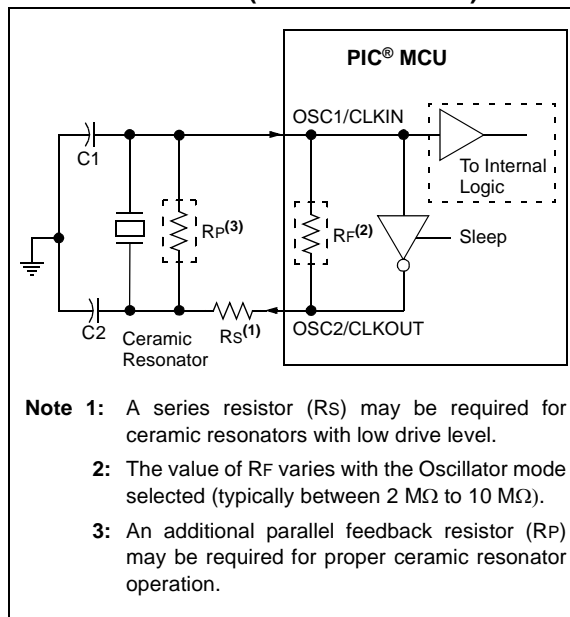 PIC® MCU
OSC1/CLKIN
C1
To Internal
Logic
RP(3)
RF(2)
Sleep
C2
Ceramic
Resonator
RS(1)
OSC2/CLKOUT
Note 1: A series resistor (RS) may be required for
ceramic resonators with low drive level.
2: The value of RF varies with the Oscillator mode
selected (typically between 2 MΩ to 10 MΩ).
3: An additional parallel feedback resistor (RP)
may be required for proper ceramic resonator
operation.